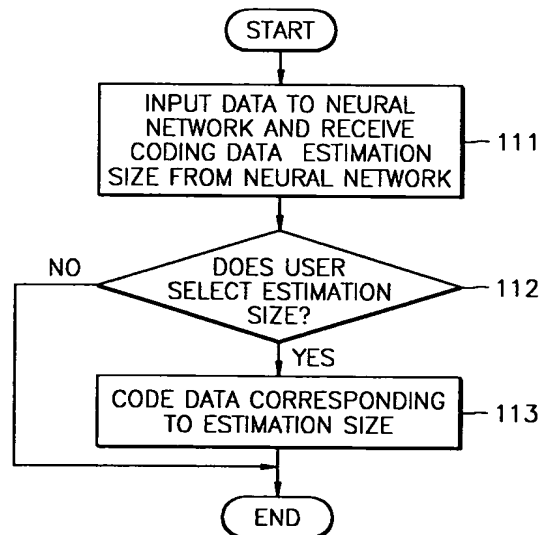 START
INPUT DATA TO NEURAL
NETWORK AND RECEIVE
CODING DATA ESTIMATION
SIZE FROM NEURAL NETWORK
111
NO
DOES USER
SELECT ESTIMATION
SIZE?
112
YES
CODE DATA CORRESPONDING
TO ESTIMATION SIZE
113
END